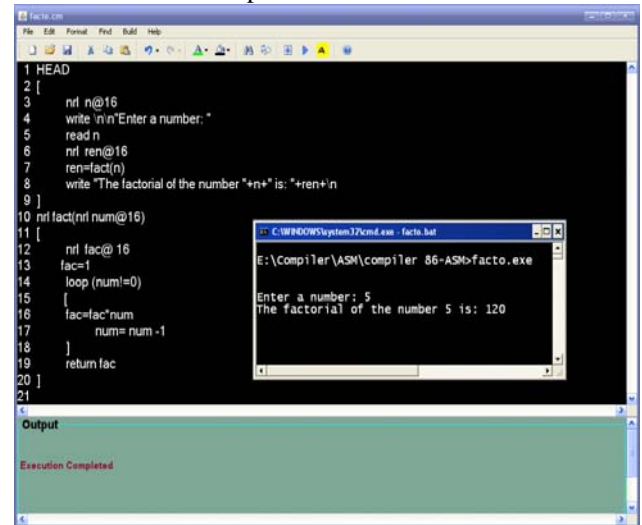 facto.cm
File Edit Format Find Build Help
1 HEAD
2 [
3 nrl n@16
4 write \n\n"Enter a number: "
5 read n
6 nrl ren@16
7 ren=fact(n)
8 write "The factorial of the number "+n+" is: "+ren+\n
9 ]
10 nrl fact(nrl num@16)
11 [
12 nrl fac@ 16
13 fac=1
14 loop (num!=0)
15 [
16 fac=fac*num
17 num= num -1
18 ]
19 return fac
20 ]
21
C:\WINDOWS\system32\cmd.exe - facto.bat
E:\Compiler\ASM\compiler 86-ASM>facto.exe
Enter a number: 5
The factorial of the number 5 is: 120
Output
Execution Completed